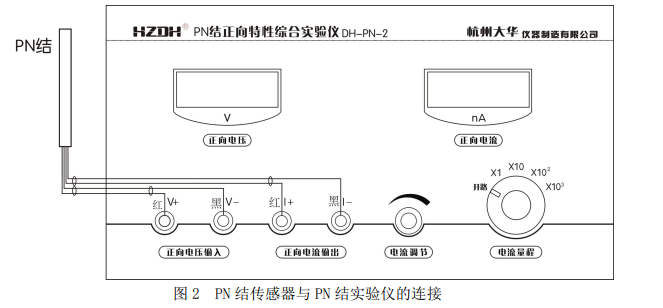 HZDH® PN结正向特性综合实验仪 DH-PN-2 杭州大华仪器制造有限公司
PN结
V nA
正向电压 正向电流
开路 X1 X10 X10² X10³
红 V+ 黑 V- 红 I+ 黑 I-
正向电压输入 正向电流输出 电流调节 电流量程
图 2 PN 结传感器与 PN 结实验仪的连接